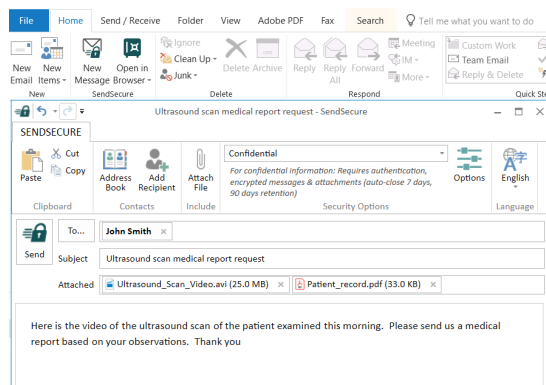 File Home Send / Receive Folder View Adobe PDF Fax Search Tell me what you want to do
New Email New Items New Message Open in Browser Ignore Clean Up Junk Delete Archive Reply Reply All Forward Meeting IM More Custom Work Team Email Reply & Delete
New SendSecure Delete Respond Quick Ste
Ultrasound scan medical report request - SendSecure
SENDSECURE
Paste Cut Copy Address Book Add Recipient Attach File Confidential Options English
For confidential information: Requires authentication,
encrypted messages & attachments (auto-close 7 days,
90 days retention)
Clipboard Contacts Include Security Options Language
Send To... John Smith
Subject Ultrasound scan medical report request
Attached Ultrasound_Scan_Video.avi (25.0 MB) Patient_record.pdf (33.0 KB)
Here is the video of the ultrasound scan of the patient examined this morning. Please send us a medical
report based on your observations. Thank you